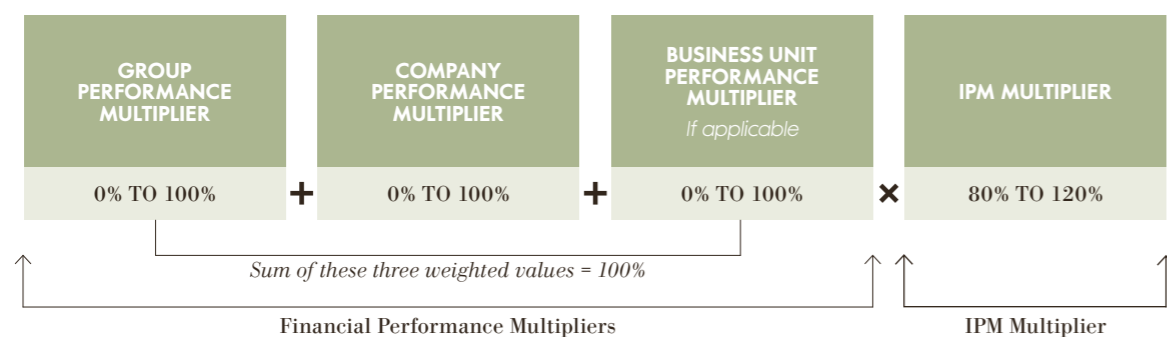 GROUP
PERFORMANCE
MULTIPLIER
COMPANY
PERFORMANCE
MULTIPLIER
BUSINESS UNIT
PERFORMANCE
MULTIPLIER
If applicable
IPM MULTIPLIER
0% TO 100%
+
0% TO 100%
+
0% TO 100%
×
80% TO 120%
Sum of these three weighted values = 100%
Financial Performance Multipliers
IPM Multiplier